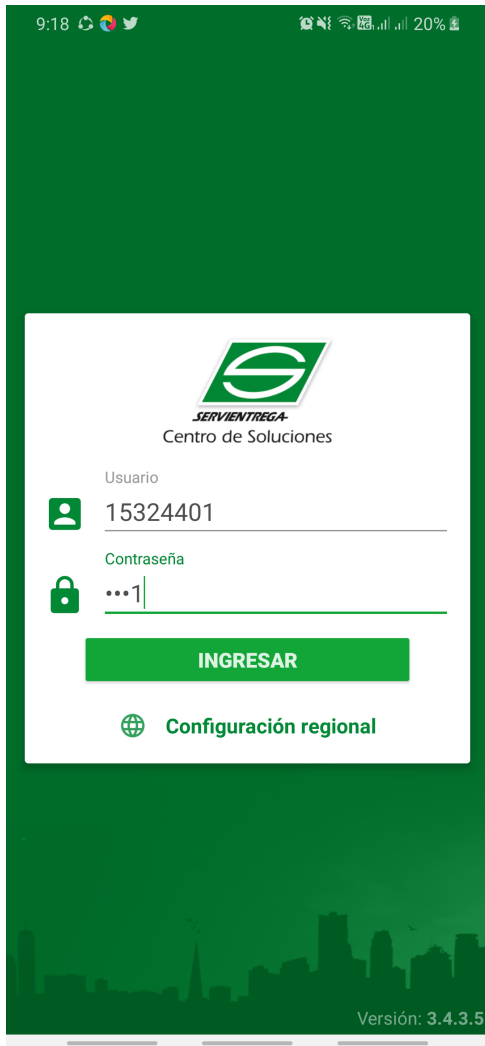 9:18 20%
SERVIENTREGA
Centro de Soluciones
Usuario
15324401
Contraseña
•••1
INGRESAR
Configuración regional
Versión: 3.4.3.5